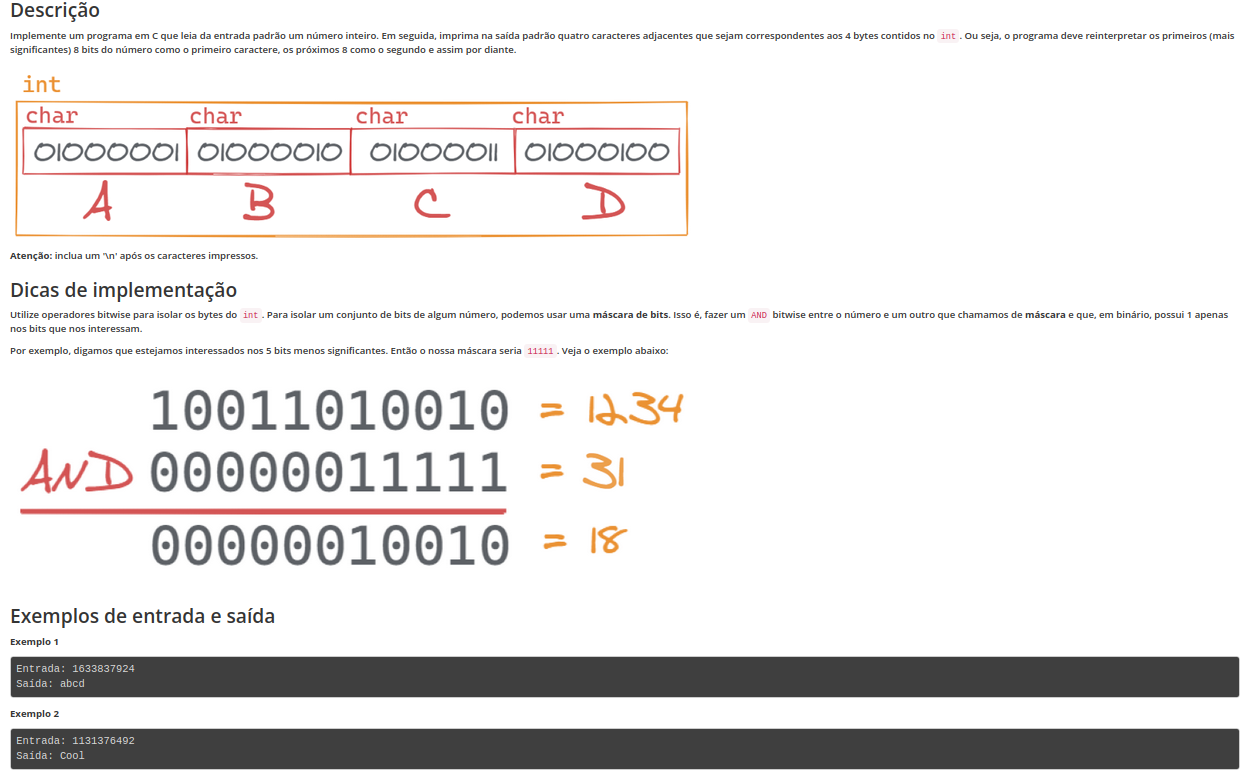 Descrição
Implemente um programa em C que leia da entrada padrão um número inteiro. Em seguida, imprima na saída padrão quatro caracteres adjacentes que sejam correspondentes aos 4 bytes contidos no int . Ou seja, o programa deve reinterpretar os primeiros (mais
significantes) 8 bits do número como o primeiro caractere, os próximos 8 como o segundo e assim por diante.
int
char char char char
01000001 01000010 01000011 01000100
A B C D
Atenção: inclua um '\n' após os caracteres impressos.
Dicas de implementação
Utilize operadores bitwise para isolar os bytes do int . Para isolar um conjunto de bits de algum número, podemos usar uma máscara de bits. Isso é, fazer um AND bitwise entre o número e um outro que chamamos de máscara e que, em binário, possui 1 apenas
nos bits que nos interessam.
Por exemplo, digamos que estejamos interessados nos 5 bits menos significantes. Então o nossa máscara seria 11111 . Veja o exemplo abaixo:
10011010010 = 1234
AND 00000011111 = 31
00000010010 = 18
Exemplos de entrada e saída
Exemplo 1
Entrada: 1633837924
Saída: abcd
Exemplo 2
Entrada: 1131376492
Saída: Cool